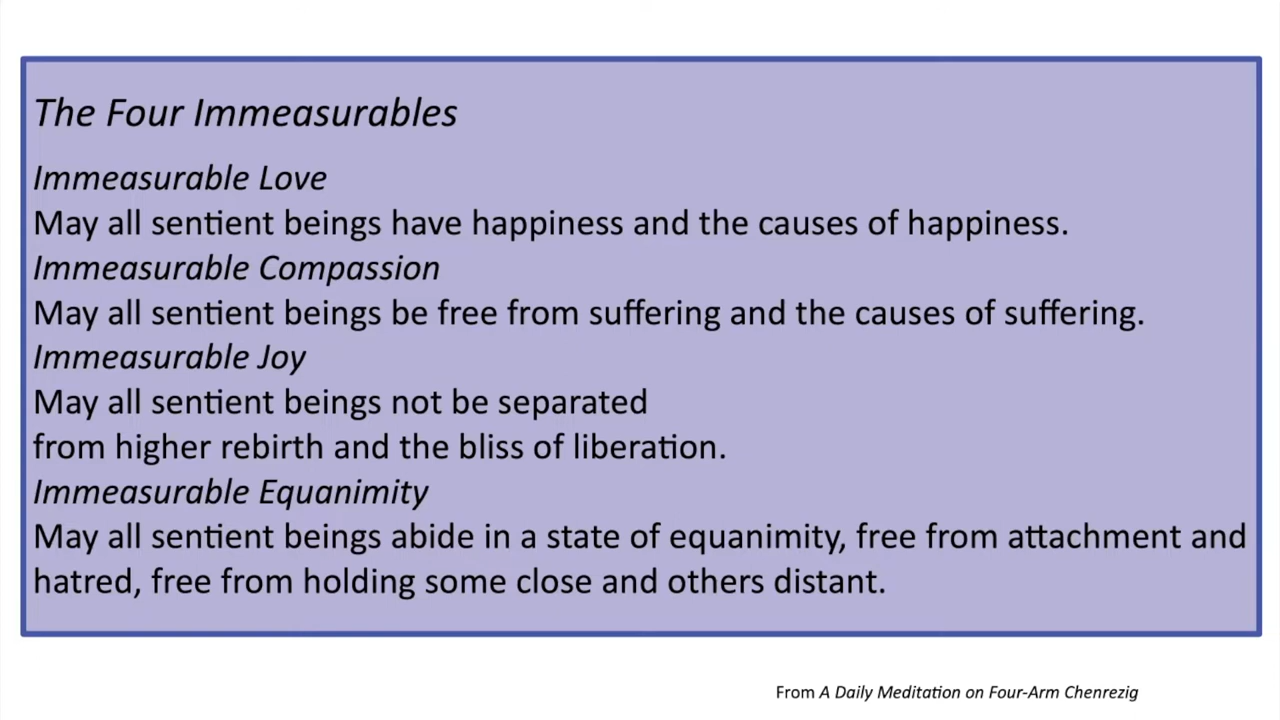 The Four Immeasurables
Immeasurable Love
May all sentient beings have happiness and the causes of happiness.
Immeasurable Compassion
May all sentient beings be free from suffering and the causes of suffering.
Immeasurable Joy
May all sentient beings not be separated
from higher rebirth and the bliss of liberation.
Immeasurable Equanimity
May all sentient beings abide in a state of equanimity, free from attachment and
hatred, free from holding some close and others distant.
From A Daily Meditation on Four-Arm Chenrezig